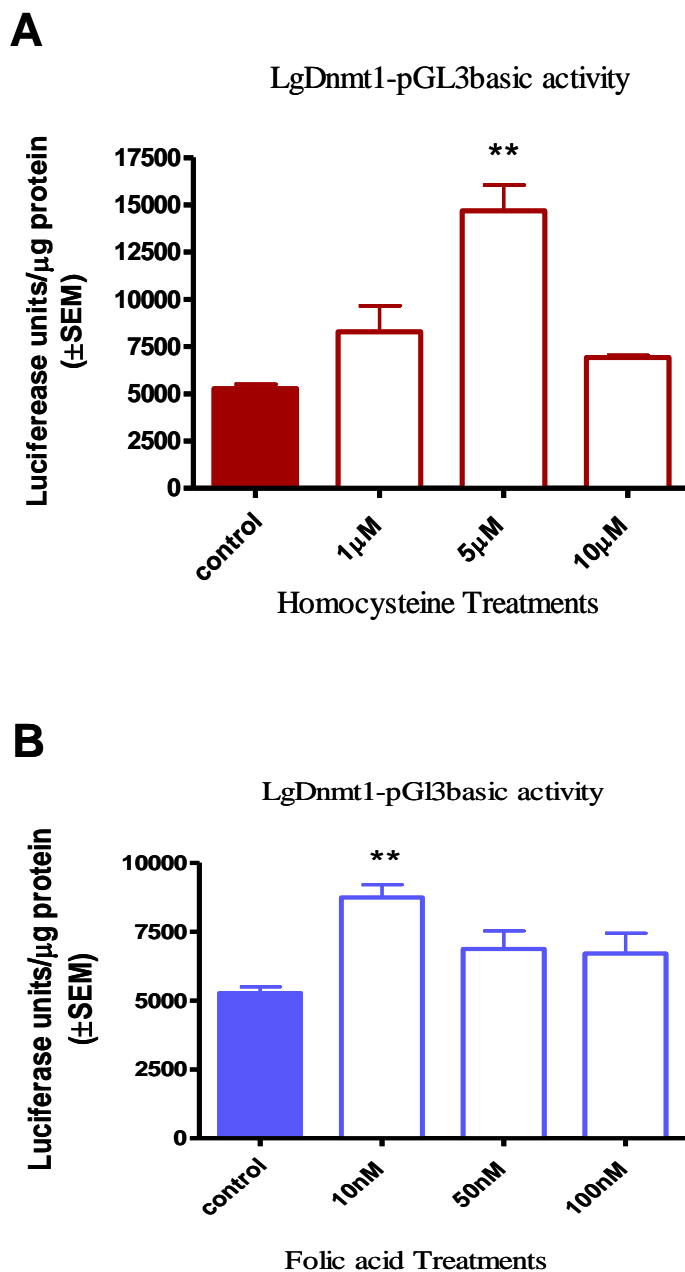 A
LgDnmt1-pGL3basic activity
Luciferease units/µg protein
(±SEM)
17500
15000
12500
10000
7500
5000
2500
0
**
control
1µM
5µM
10µM
Homocysteine Treatments
B
LgDnmt1-pGl3basic activity
Luciferase units/µg protein
(±SEM)
10000
7500
5000
2500
0
**
control
10nM
50nM
100nM
Folic acid Treatments